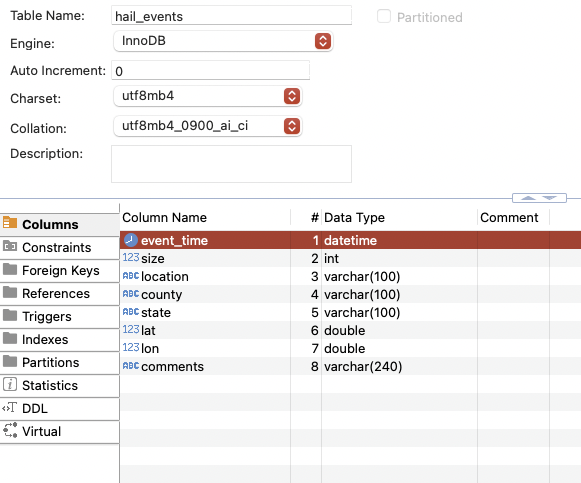 Table Name: hail_events Partitioned
Engine: InnoDB
Auto Increment: 0
Charset: utf8mb4
Collation: utf8mb4_0900_ai_ci
Description:
Columns
Constraints
Foreign Keys
References
Triggers
Indexes
Partitions
Statistics
DDL
Virtual
Column Name # Data Type Comment
event_time 1 datetime
123 size 2 int
ABC location 3 varchar(100)
ABC county 4 varchar(100)
ABC state 5 varchar(100)
123 lat 6 double
123 lon 7 double
ABC comments 8 varchar(240)